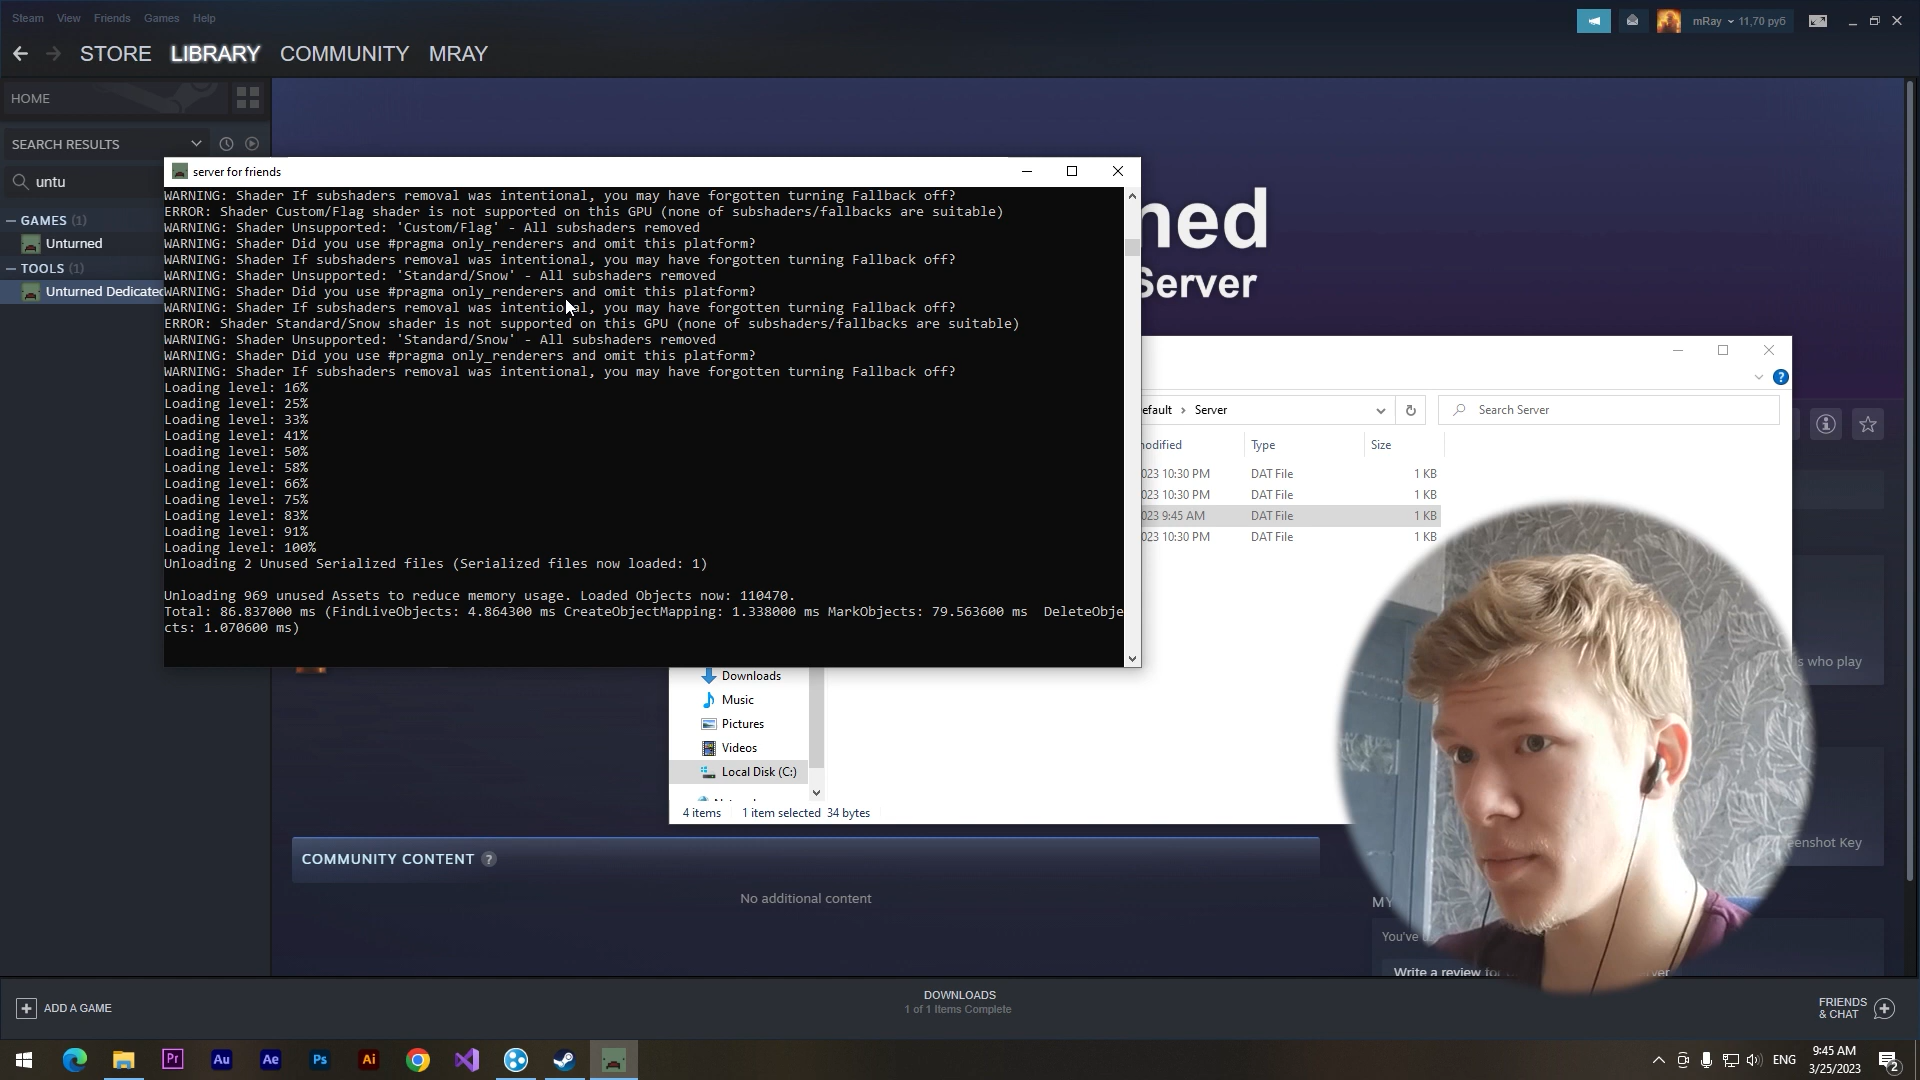 Steam View Friends Games Help
mRay 11,70 руб
STORE LIBRARY COMMUNITY MRAY
HOME
SEARCH RESULTS
untu
GAMES (1)
Unturned
TOOLS (1)
Unturned Dedicated
ned
Server
server for friends
WARNING: Shader If subshaders removal was intentional, you may have forgotten turning Fallback off?
ERROR: Shader Custom/Flag shader is not supported on this GPU (none of subshaders/fallbacks are suitable)
WARNING: Shader Unsupported: 'Custom/Flag' - All subshaders removed
WARNING: Shader Did you use #pragma only_renderers and omit this platform?
WARNING: Shader If subshaders removal was intentional, you may have forgotten turning Fallback off?
WARNING: Shader Unsupported: 'Standard/Snow' - All subshaders removed
WARNING: Shader Did you use #pragma only_renderers and omit this platform?
WARNING: Shader If subshaders removal was intentional, you may have forgotten turning Fallback off?
ERROR: Shader Standard/Snow shader is not supported on this GPU (none of subshaders/fallbacks are suitable)
WARNING: Shader Unsupported: 'Standard/Snow' - All subshaders removed
WARNING: Shader Did you use #pragma only_renderers and omit this platform?
WARNING: Shader If subshaders removal was intentional, you may have forgotten turning Fallback off?
Loading level: 16%
Loading level: 25%
Loading level: 33%
Loading level: 41%
Loading level: 50%
Loading level: 58%
Loading level: 66%
Loading level: 75%
Loading level: 83%
Loading level: 91%
Loading level: 100%
Unloading 2 Unused Serialized files (Serialized files now loaded: 1)
Unloading 969 unused Assets to reduce memory usage. Loaded Objects now: 110470.
Total: 86.837000 ms (FindLiveObjects: 4.864300 ms CreateObjectMapping: 1.338000 ms MarkObjects: 79.563600 ms DeleteObje
cts: 1.070600 ms)
efault > Server
Search Server
modified Type Size
023 10:30 PM DAT File 1 KB
023 10:30 PM DAT File 1 KB
023 9:45 AM DAT File 1 KB
023 10:30 PM DAT File 1 KB
Downloads
Music
Pictures
Videos
Local Disk (C:)
4 items 1 item selected 34 bytes
s who play
enshot Key
COMMUNITY CONTENT ?
No additional content
MY
You've
Write a review for
rver
ADD A GAME
DOWNLOADS
1 of 1 Items Complete
FRIENDS
& CHAT
Pr Au Ae Ps Ai
ENG
9:45 AM
3/25/2023
2